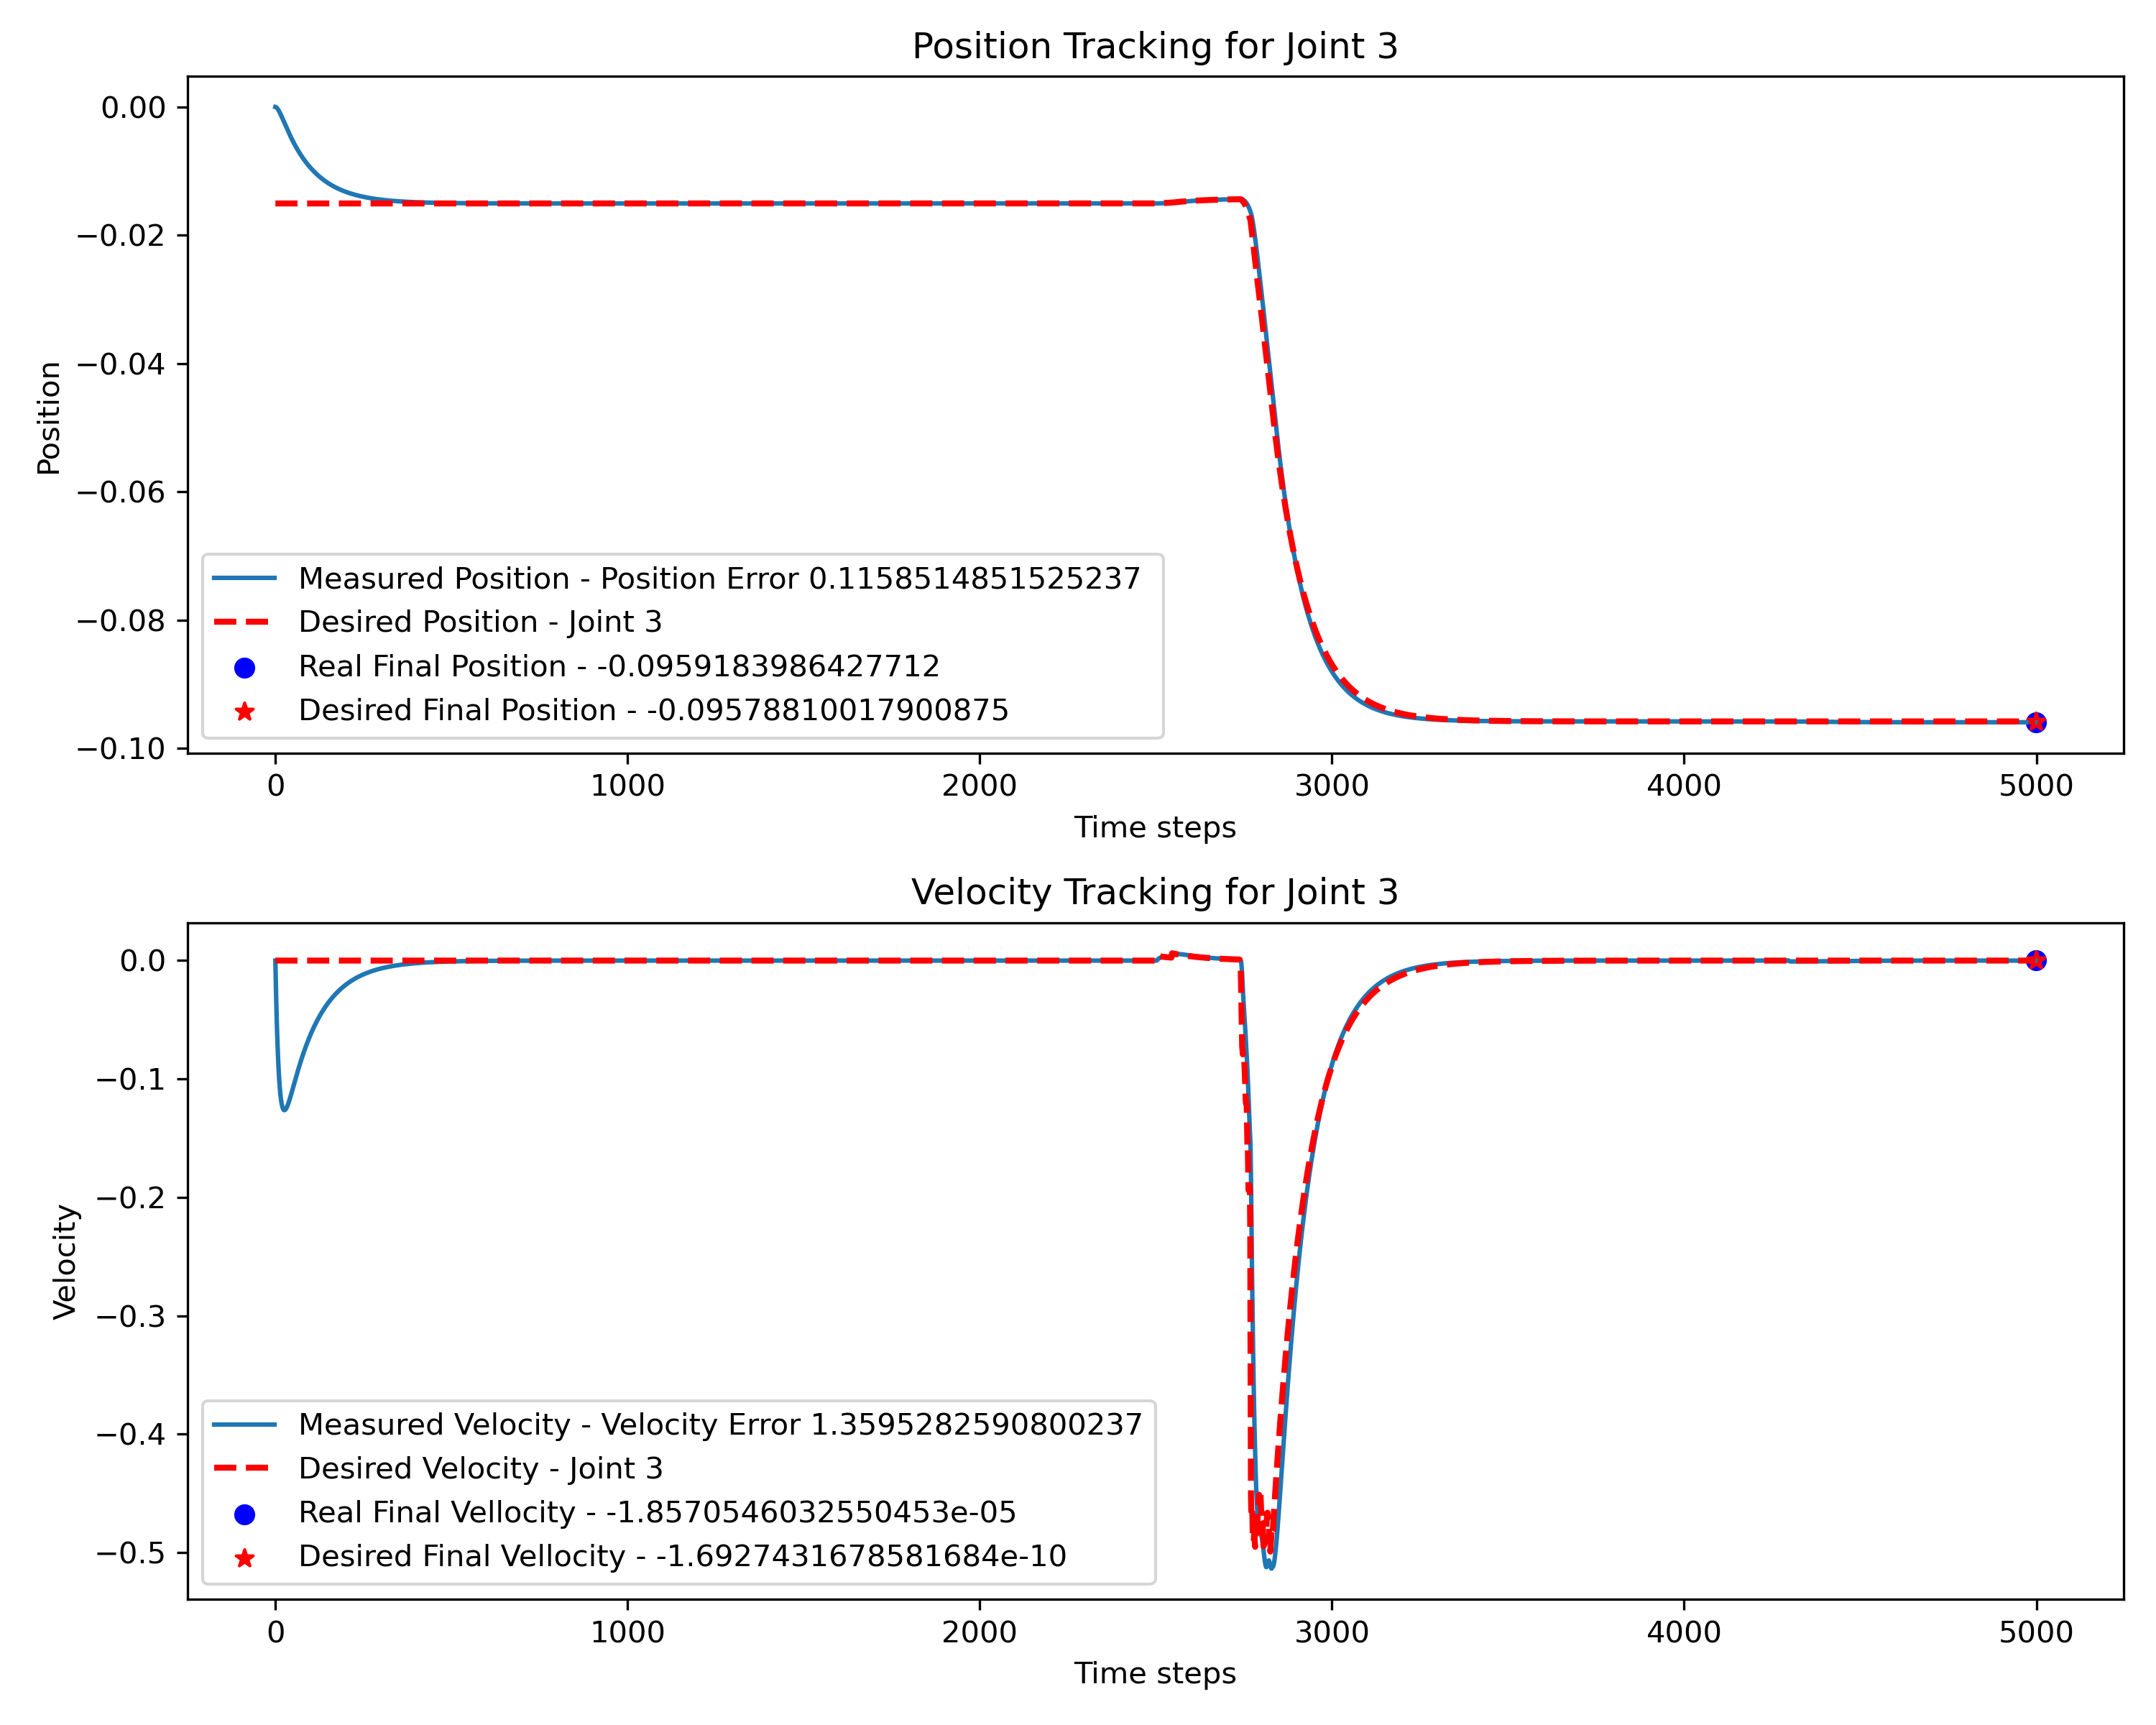 Position Tracking for Joint 3
0.00
−0.02
−0.04
−0.06
−0.08
−0.10
Position
Measured Position - Position Error 0.1158514851525237
Desired Position - Joint 3
Real Final Position - -0.0959183986427712
Desired Final Position - -0.09578810017900875
0 1000 2000 3000 4000 5000
Time steps
Velocity Tracking for Joint 3
0.0
−0.1
−0.2
−0.3
−0.4
−0.5
Velocity
Measured Velocity - Velocity Error 1.3595282590800237
Desired Velocity - Joint 3
Real Final Vellocity - -1.8570546032550453e-05
Desired Final Vellocity - -1.6927431678581684e-10
0 1000 2000 3000 4000 5000
Time steps